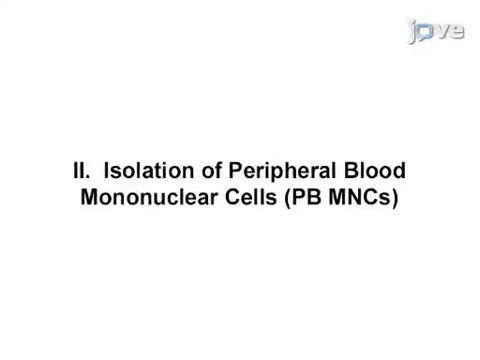 jove
II. Isolation of Peripheral Blood
Mononuclear Cells (PB MNCs)